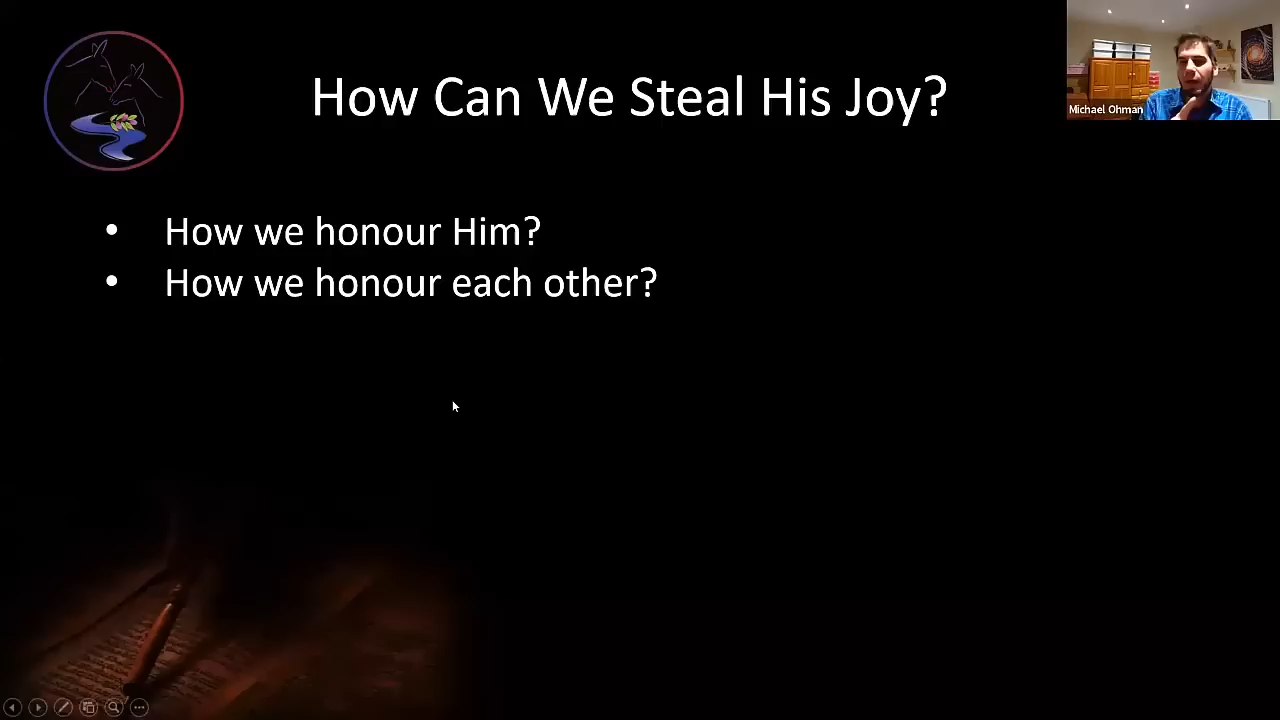 How Can We Steal His Joy?
Michael Ohman
• How we honour Him?
• How we honour each other?